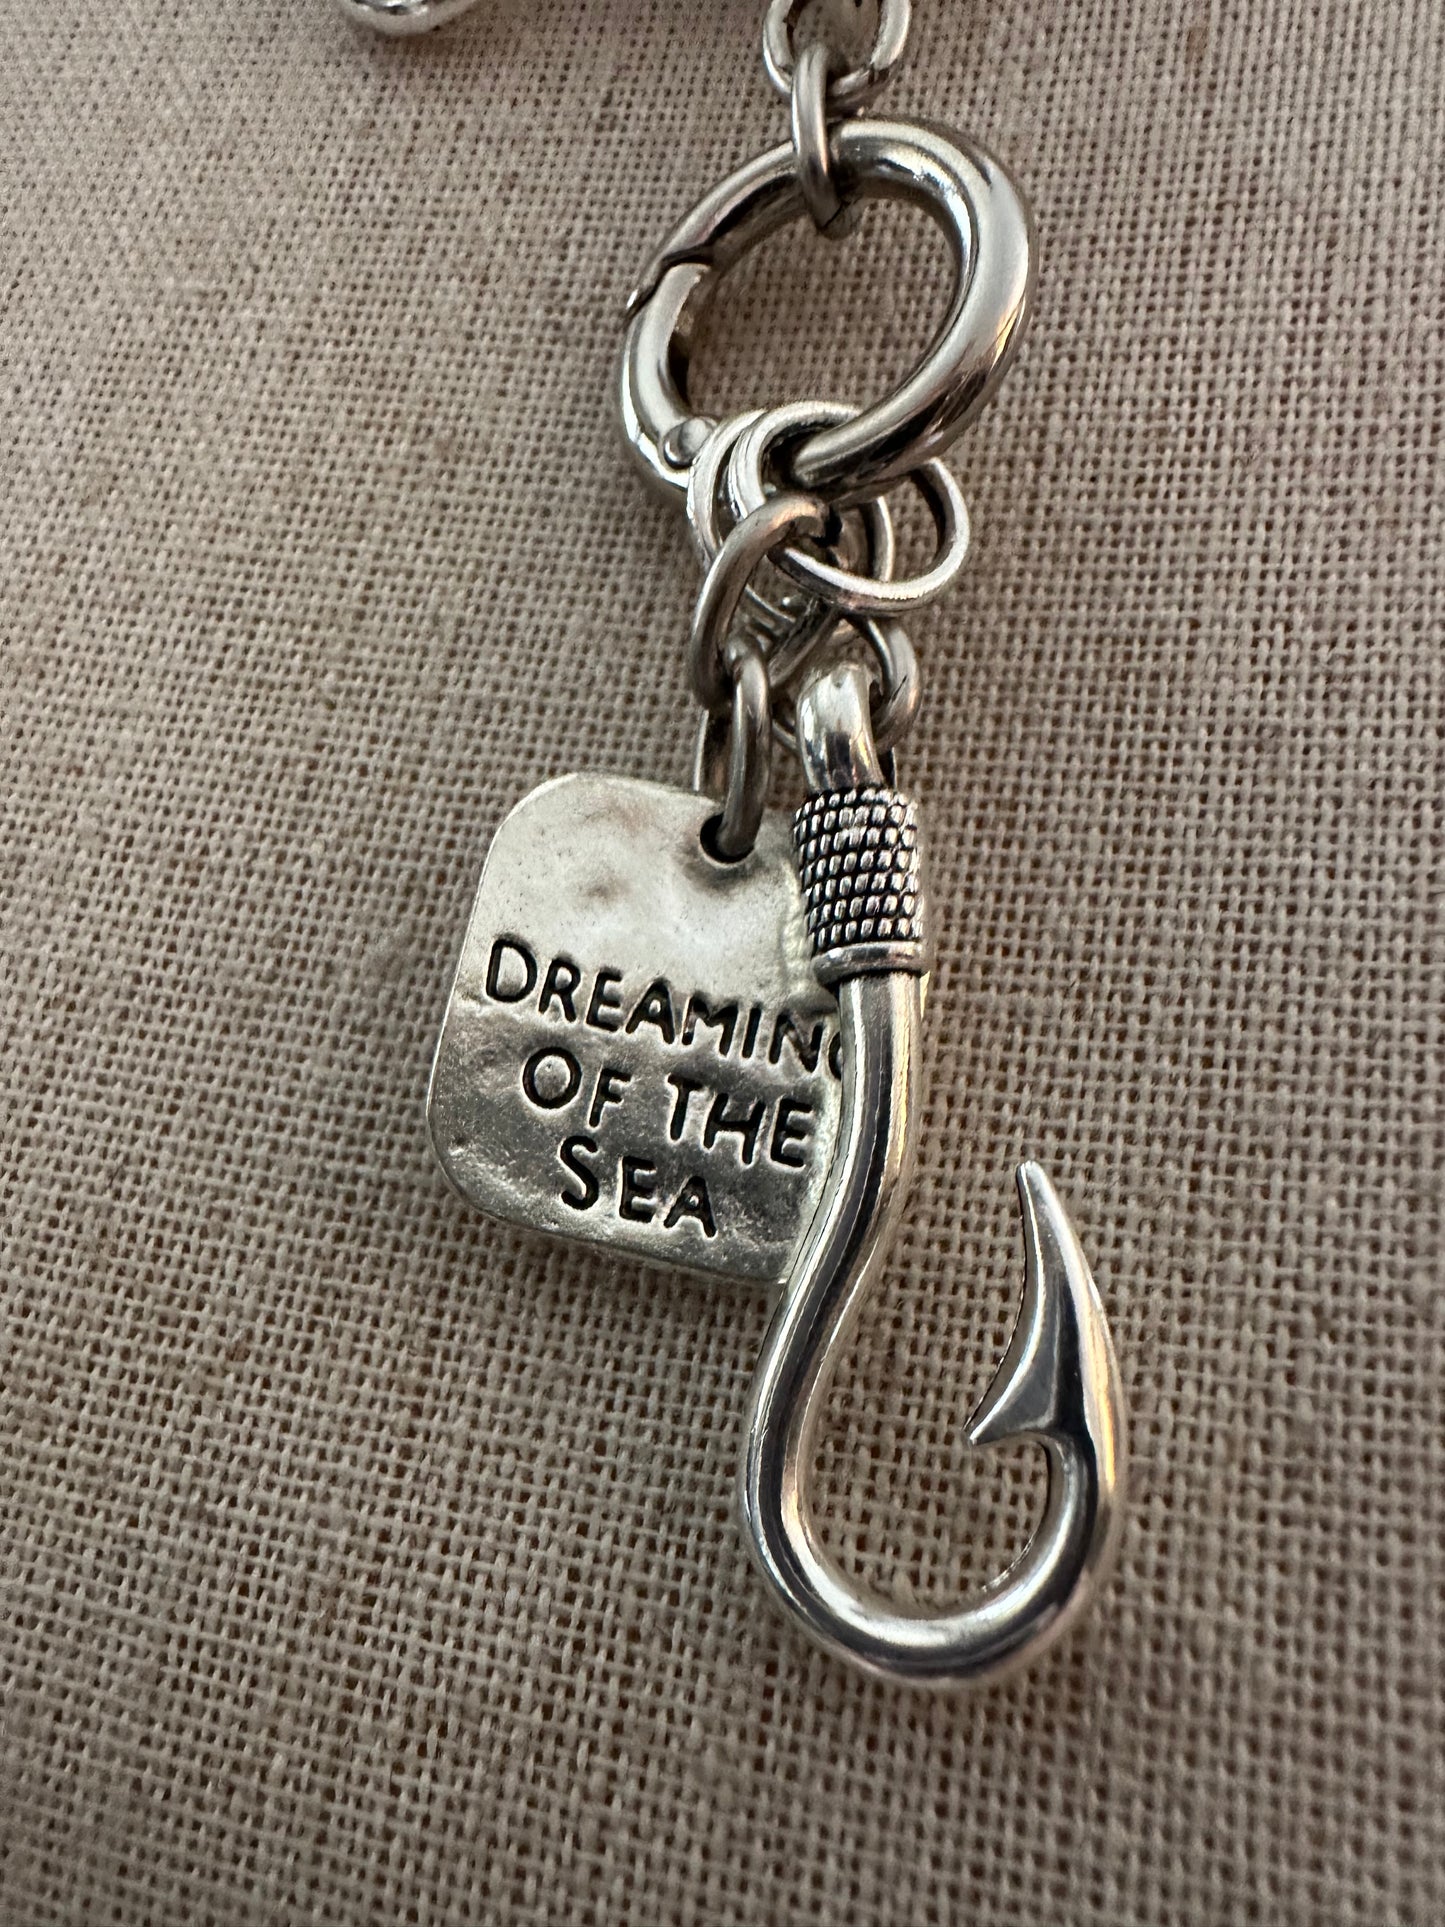 DREAMING
OF THE
SEA